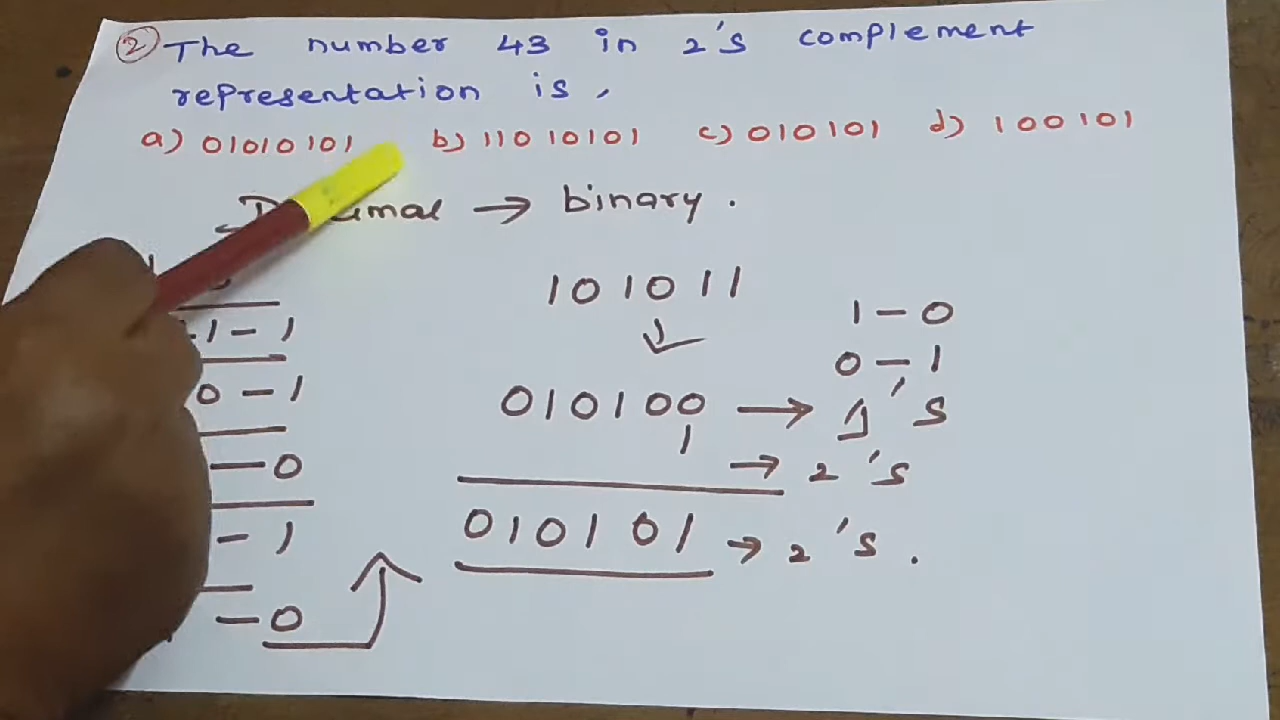 ② The number 43 in 2's complement
representation is,
a) 01010101 b) 11010101 c) 010101 d) 100101
→ binary.
101011
1 - 0
1 - 1
0 - 1
0 - 1
010100 → 1's
1
- 0
→ 2's
- 1
010101 → 2's.
- 0